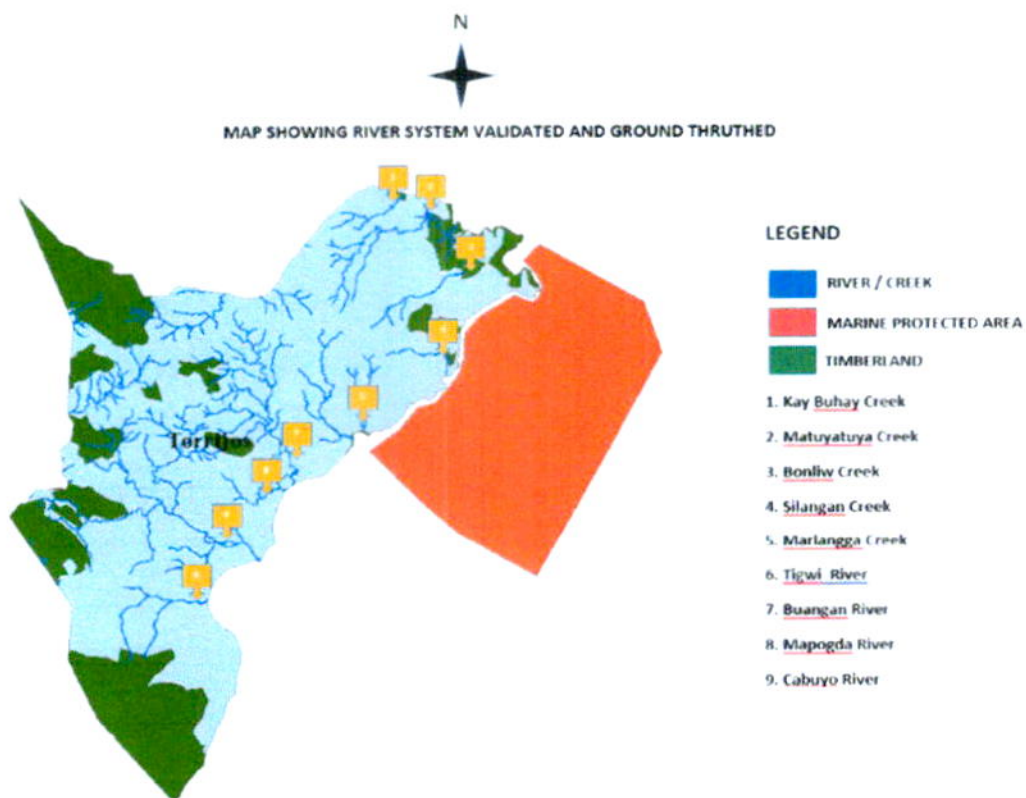 N
MAP SHOWING RIVER SYSTEM VALIDATED AND GROUND THRUTHED
LEGEND
RIVER / CREEK
MARINE PROTECTED AREA
TIMBERLAND
1. Kay Buhay Creek
2. Matuyatuya Creek
3. Bonliw Creek
4. Silangan Creek
5. Marlangga Creek
6. Tigwi River
7. Buangan River
8. Mapogda River
9. Cabuyo River
Torrijos